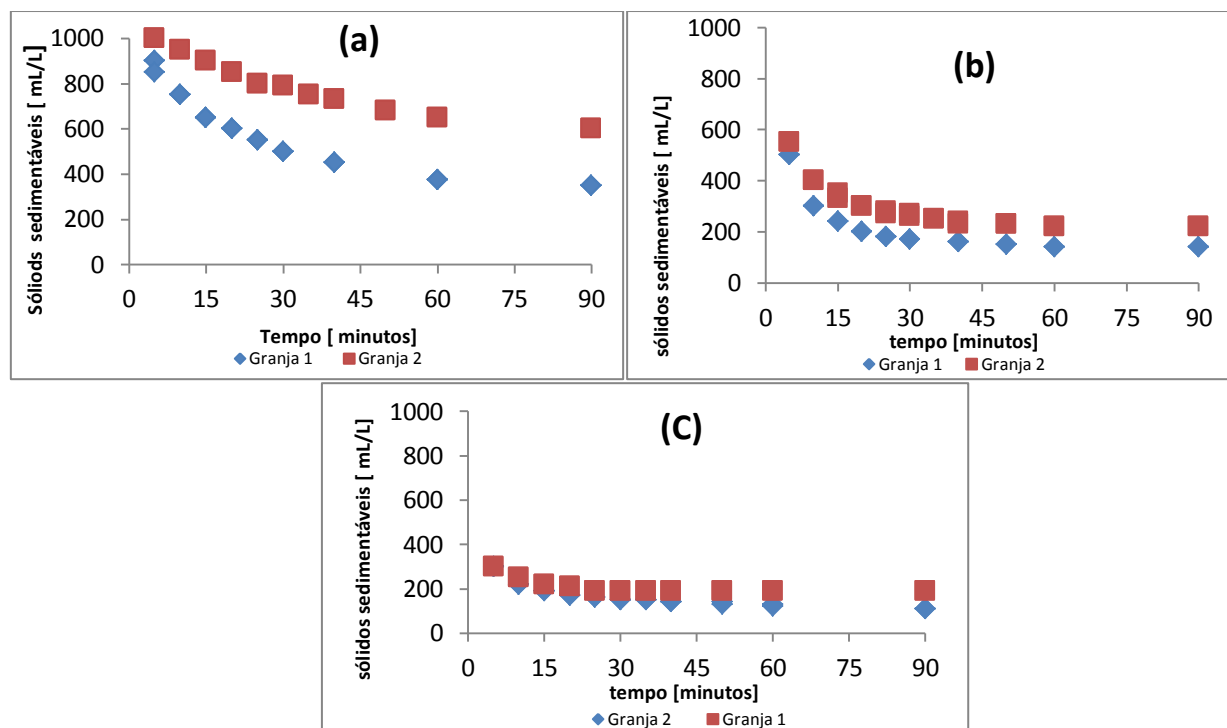 (a)
Sóliods sedimentáveis [ mL/L]
1000
800
600
400
200
0
0 15 30 45 60 75 90
Tempo [ minutos]
Granja 1 Granja 2
(b)
sólidos sedimentáveis [ mL/L]
1000
800
600
400
200
0
0 15 30 45 60 75 90
tempo [minutos]
Granja 1 Granja 2
(C)
sólidos sedimentáveis [ mL/L]
1000
800
600
400
200
0
0 15 30 45 60 75 90
tempo [minutos]
Granja 2 Granja 1